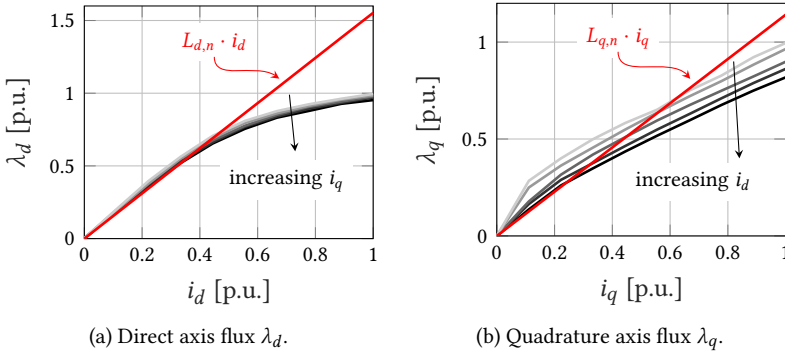 1.5
L_{d,n} · i_d
1
λ_d [p.u.]
0.5
increasing i_q
0
0 0.2 0.4 0.6 0.8 1
i_d [p.u.]
(a) Direct axis flux λ_d.
1
L_{q,n} · i_q
λ_q [p.u.]
0.5
increasing i_d
0
0 0.2 0.4 0.6 0.8 1
i_q [p.u.]
(b) Quadrature axis flux λ_q.